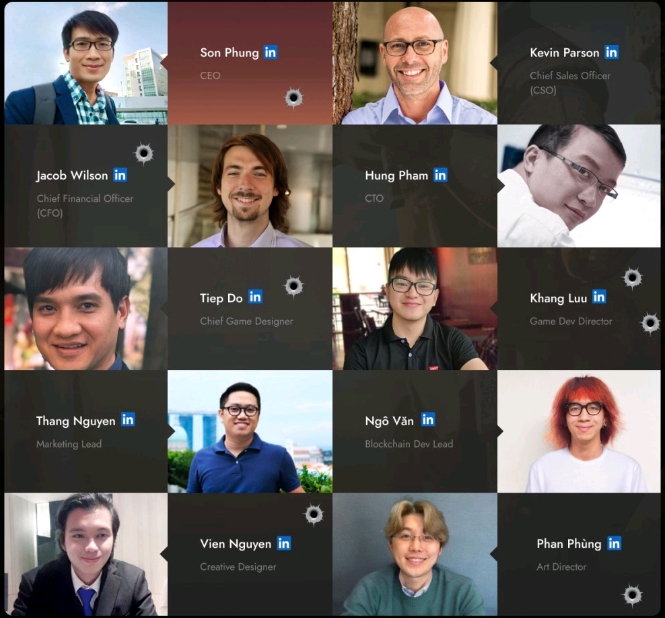 Son Phung in
CEO
Kevin Parson in
Chief Sales Officer
(CSO)
Jacob Wilson in
Chief Financial Officer
(CFO)
Hung Pham in
CTO
Tiep Do in
Chief Game Designer
Khang Luu in
Game Dev Director
Thang Nguyen in
Marketing Lead
Ngô Văn in
Blockchain Dev Lead
Vien Nguyen in
Creative Designer
Phan Phùng in
Art Director